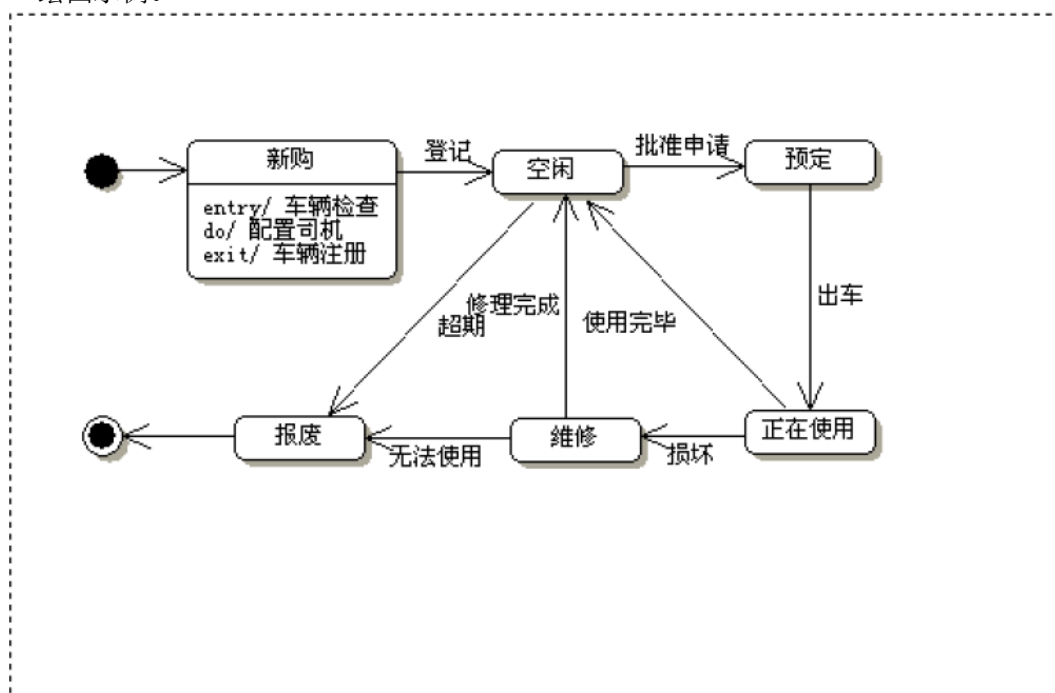 新购
entry/ 车辆检查
do/ 配置司机
exit/ 车辆注册
登记
空闲
批准申请
预定
修理完成
超期
使用完毕
出车
报废
无法使用
维修
损坏
正在使用